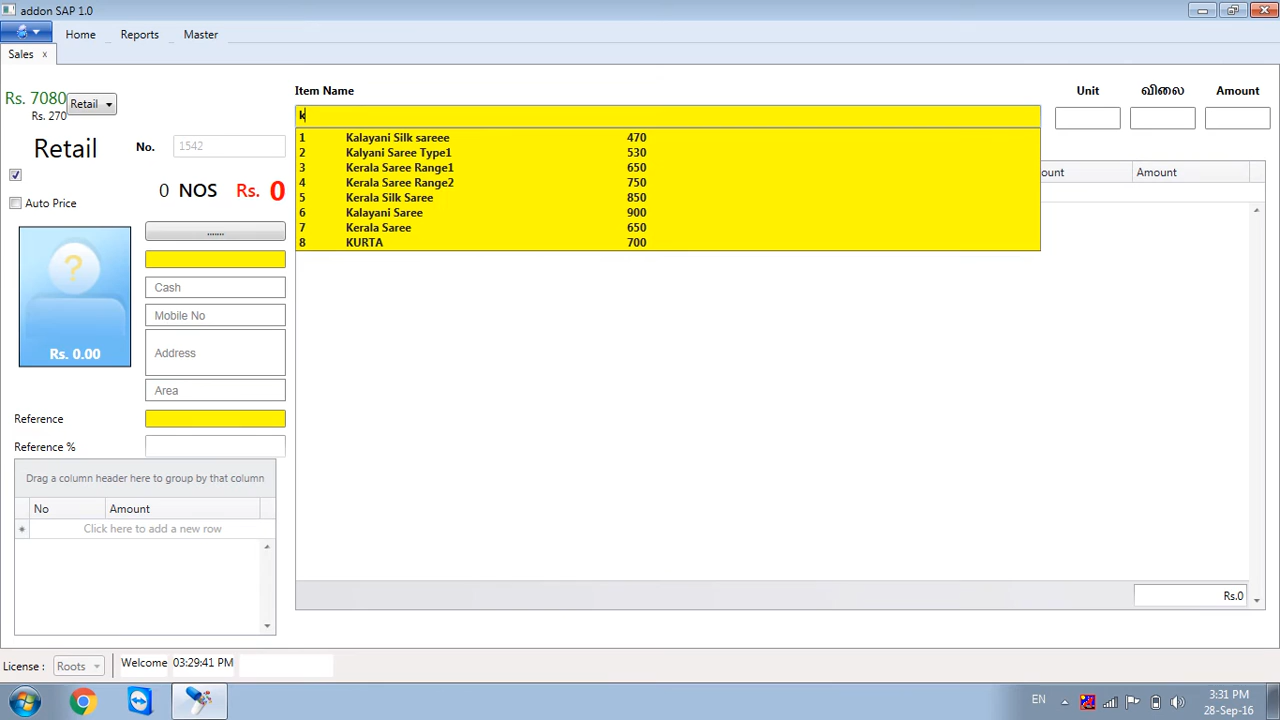 addon SAP 1.0
Home Reports Master
Sales x
Rs. 7080 Retail
Rs. 270
Retail No. 1542
0 NOS Rs. 0
Auto Price
.......
?
Rs. 0.00
Cash
Mobile No
Address
Area
Reference
Reference %
Drag a column header here to group by that column
No Amount
Click here to add a new row
Item Name Unit விலை Amount
k
1 Kalayani Silk sareee 470
2 Kalyani Saree Type1 530
3 Kerala Saree Range1 650
4 Kerala Saree Range2 750
5 Kerala Silk Saree 850
6 Kalayani Saree 900
7 Kerala Saree 650
8 KURTA 700
ount Amount
Rs.0
License : Roots Welcome 03:29:41 PM
EN 3:31 PM
28-Sep-16